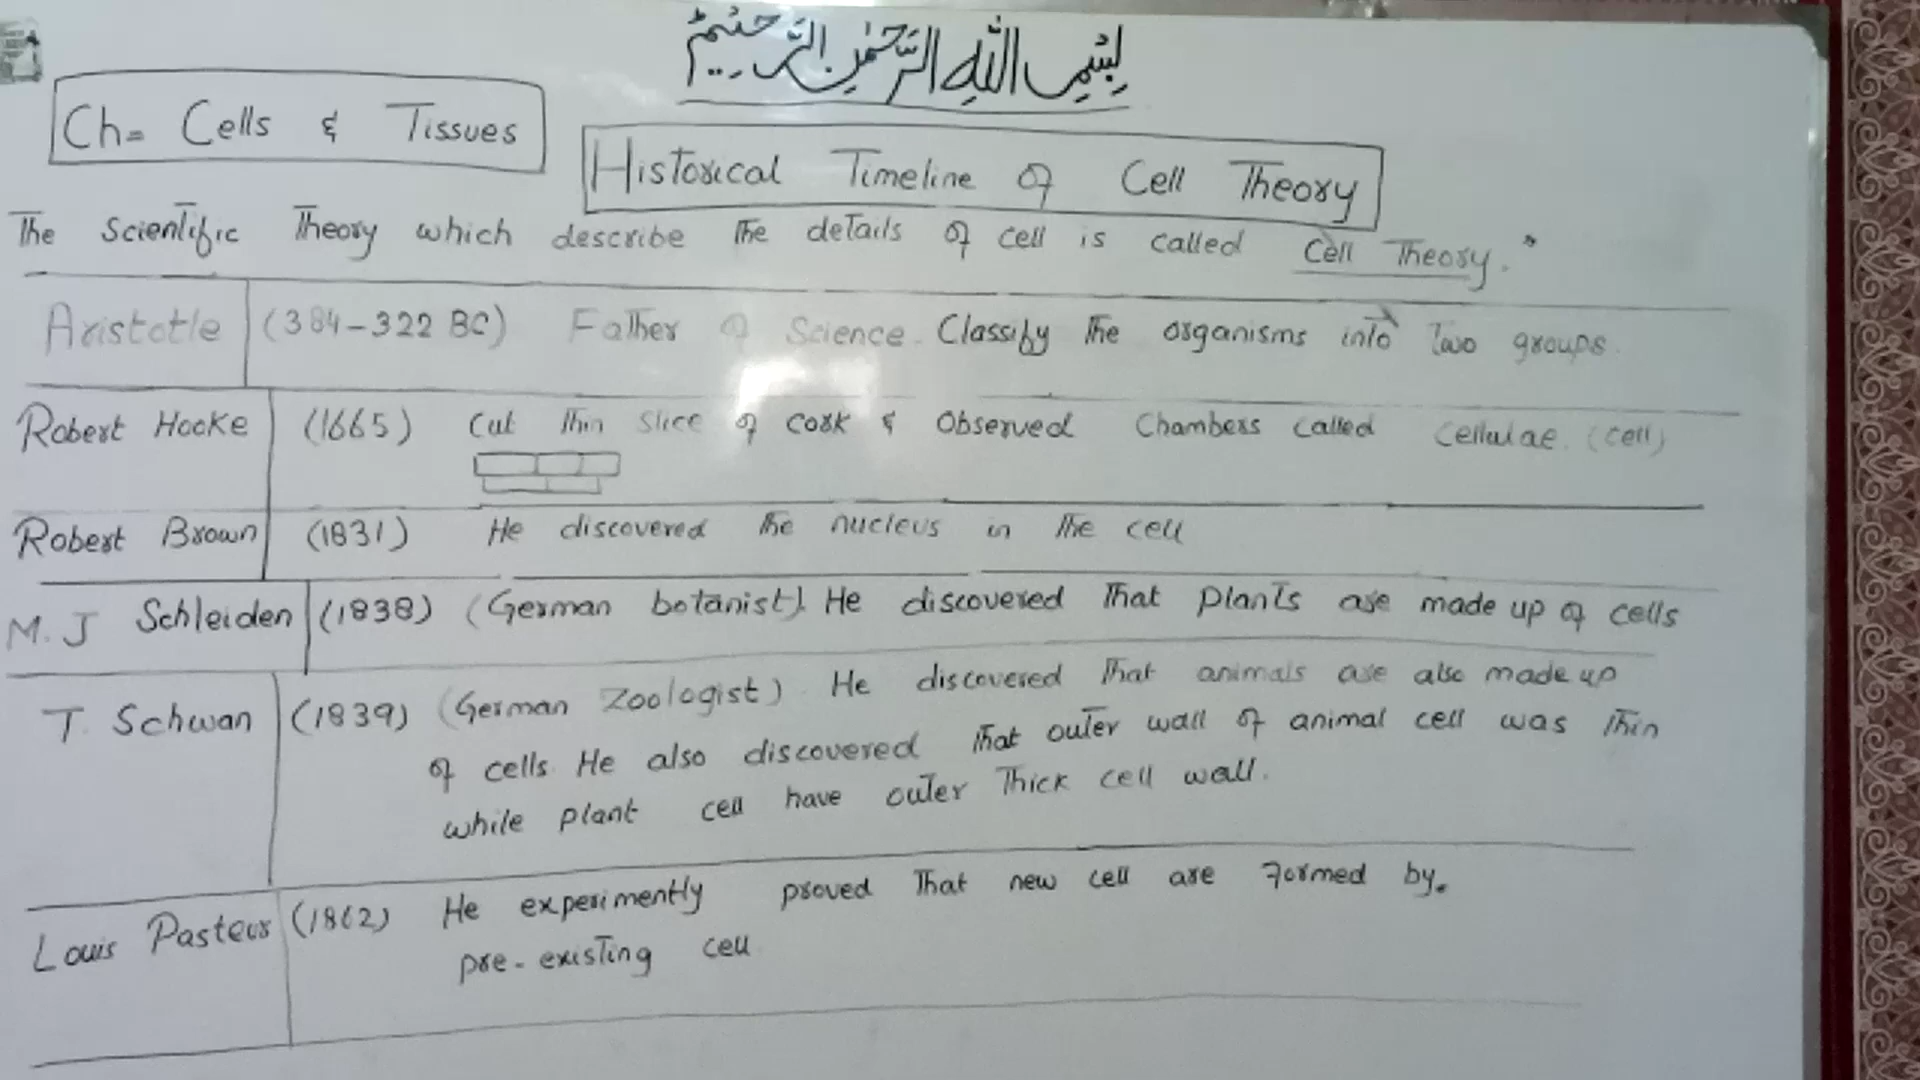 بِسْمِ اللّٰهِ الرَّحْمٰنِ الرَّحِيْمِ
Ch= Cells & Tissues
Historical Timeline of Cell Theory
The Scientific Theory which describe the details of cell is called Cell Theory."
Aristotle (384-322 BC) Father of Science. Classify the organisms into two groups.
Robert Hooke (1665) Cut thin slice of cork & Observed Chambers called cellulae. (cell)
Robert Brown (1831) He discovered the nucleus in the cell
M. J Schleiden (1838) (German botanist). He discovered that plants are made up of cells
T. Schwan (1839) (German Zoologist). He discovered that animals are also made up
of cells. He also discovered that outer wall of animal cell was thin
while plant cell have outer thick cell wall.
Louis Pasteur (1862) He experimently proved that new cell are formed by.
pre-existing cell